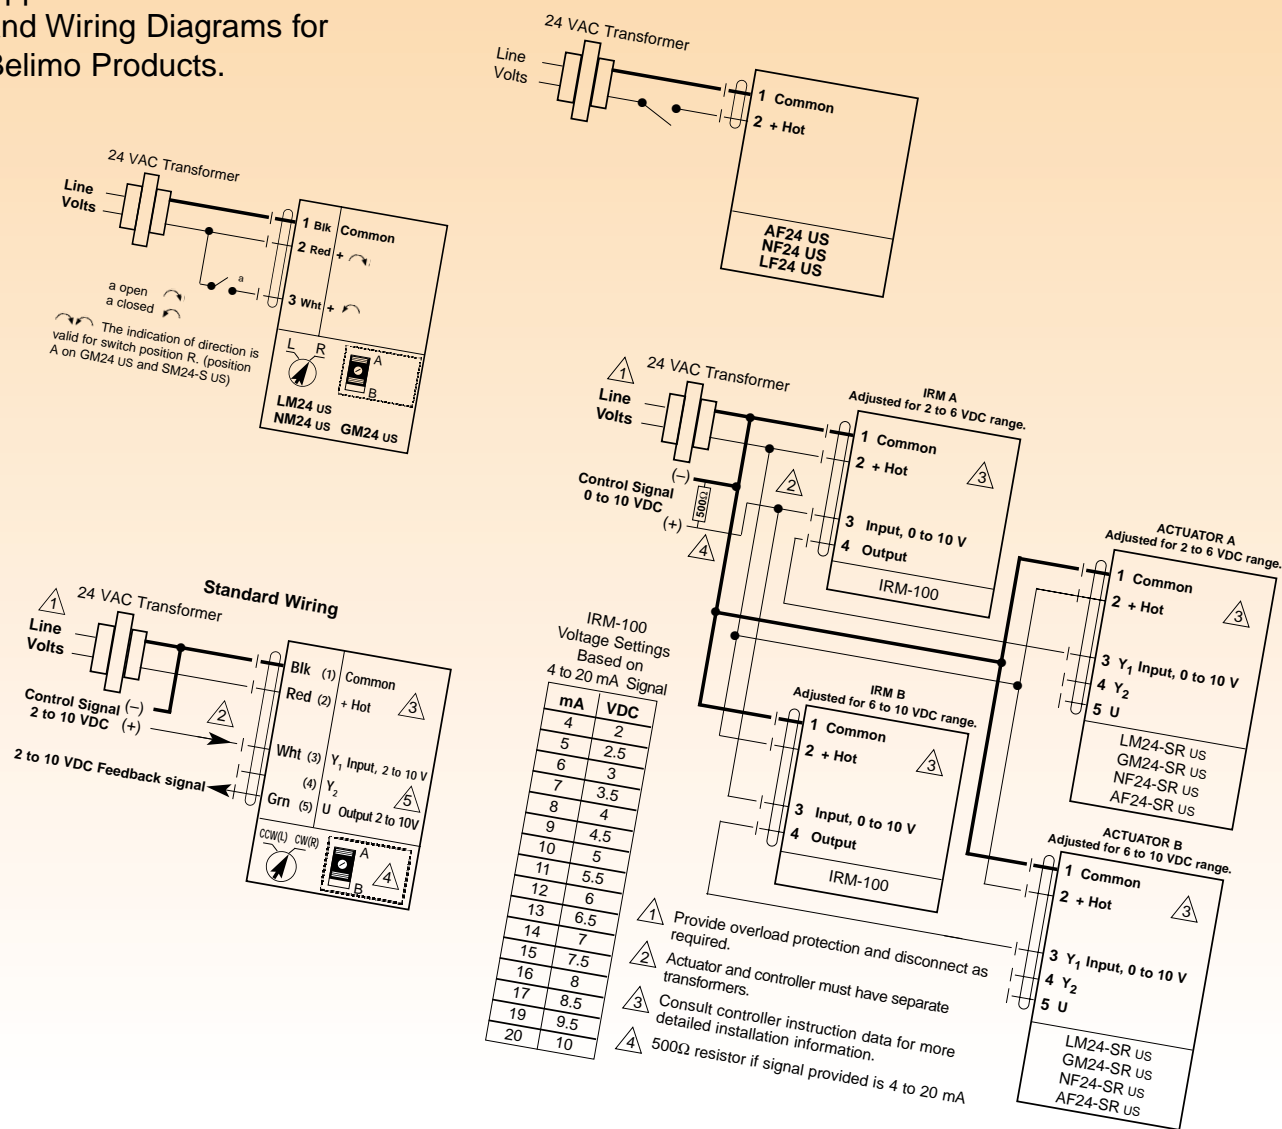 nd Wiring Diagrams for
Belimo Products.
24 VAC Transformer
Line
Volts
1 Common
2 + Hot
AF24 US
NF24 US
LF24 US
24 VAC Transformer
Line
Volts
1 Blk Common
2 Red +
3 Wht +
a
a open
a closed
The indication of direction is
valid for switch position R. (position
A on GM24 US and SM24-S US)
L R
A
B
LM24 US
NM24 US GM24 US
1
24 VAC Transformer
Line
Volts
Control Signal
0 to 10 VDC
(–)
(+)
500Ω
2
4
IRM A
Adjusted for 2 to 6 VDC range.
1 Common
2 + Hot
3
3 Input, 0 to 10 V
4 Output
IRM-100
ACTUATOR A
Adjusted for 2 to 6 VDC range.
1 Common
2 + Hot
3
3 Y1 Input, 0 to 10 V
4 Y2
5 U
LM24-SR US
GM24-SR US
NF24-SR US
AF24-SR US
IRM B
Adjusted for 6 to 10 VDC range.
1 Common
2 + Hot
3
3 Input, 0 to 10 V
4 Output
IRM-100
ACTUATOR B
Adjusted for 6 to 10 VDC range.
1 Common
2 + Hot
3
3 Y1 Input, 0 to 10 V
4 Y2
5 U
LM24-SR US
GM24-SR US
NF24-SR US
AF24-SR US
Standard Wiring
1
24 VAC Transformer
Line
Volts
Control Signal (–)
2 to 10 VDC (+)
2
2 to 10 VDC Feedback signal
Blk (1) Common
Red (2) + Hot
3
Wht (3) Y1 Input, 2 to 10 V
(4) Y2
5
Grn (5) U Output 2 to 10V
CCW(L) CW(R)
A
B
4
IRM-100
Voltage Settings
Based on
4 to 20 mA Signal
mA VDC
4 2
5 2.5
6 3
7 3.5
8 4
9 4.5
10 5
11 5.5
12 6
13 6.5
14 7
15 7.5
16 8
17 8.5
19 9.5
20 10
1 Provide overload protection and disconnect as
required.
2 Actuator and controller must have separate
transformers.
3 Consult controller instruction data for more
detailed installation information.
4 500Ω resistor if signal provided is 4 to 20 mA